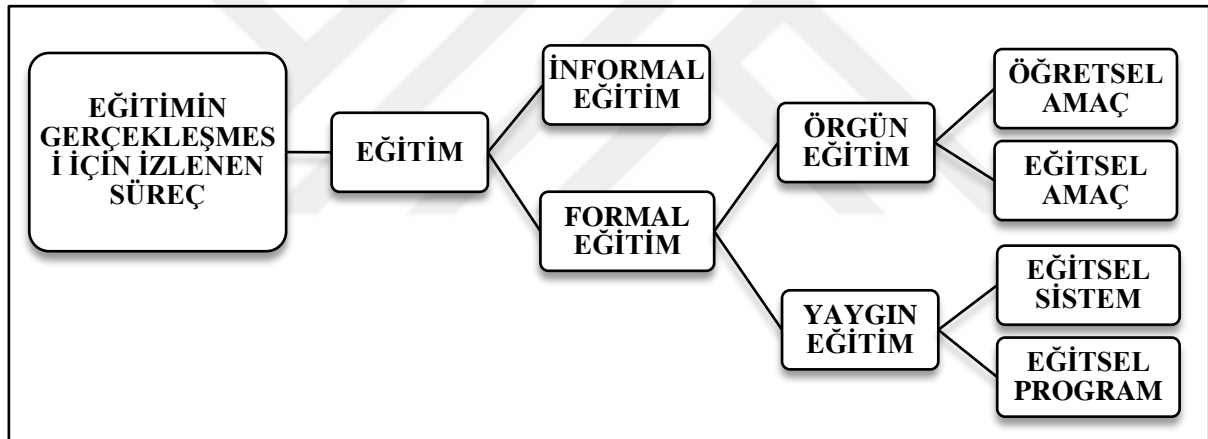 EĞİTİMİN
GERÇEKLEŞMES
İ İÇİN İZLENEN
SÜREÇ
EĞİTİM
İNFORMAL
EĞİTİM
FORMAL
EĞİTİM
ÖRGÜN
EĞİTİM
YAYGIN
EĞİTİM
ÖĞRETSEL
AMAÇ
EĞİTSEL
AMAÇ
EĞİTSEL
SİSTEM
EĞİTSEL
PROGRAM